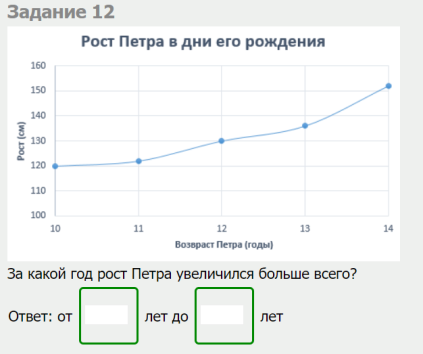 Задание 12
Рост Петра в дни его рождения
160
150
140
130
120
110
100
Рост (см)
10 11 12 13 14
Возвраст Петра (годы)
За какой год рост Петра увеличился больше всего?
Ответ: от лет до лет